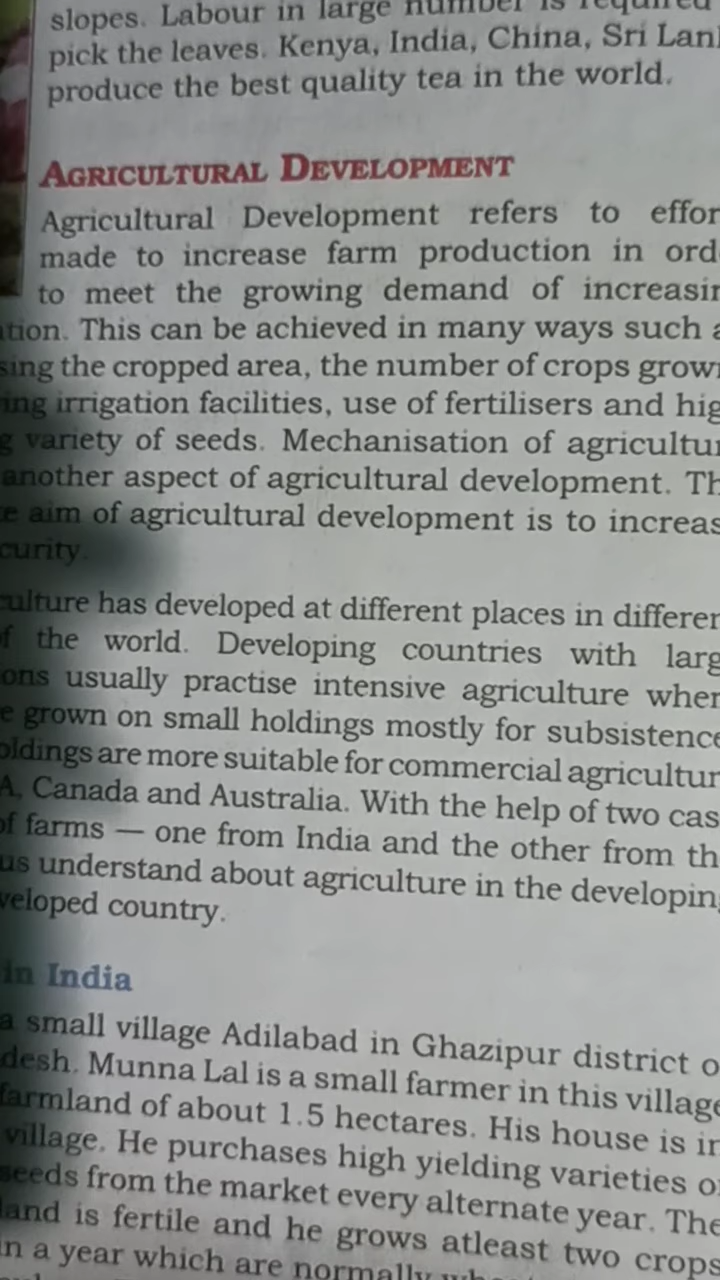 slopes. Labour in large number is required
pick the leaves. Kenya, India, China, Sri Lan
produce the best quality tea in the world.
AGRICULTURAL DEVELOPMENT
Agricultural Development refers to effor
made to increase farm production in ord
to meet the growing demand of increasin
tion. This can be achieved in many ways such a
sing the cropped area, the number of crops grown
ing irrigation facilities, use of fertilisers and hig
g variety of seeds. Mechanisation of agricultur
another aspect of agricultural development. Th
e aim of agricultural development is to increas
curity.
culture has developed at different places in differen
f the world. Developing countries with larg
ons usually practise intensive agriculture wher
e grown on small holdings mostly for subsistence
oldings are more suitable for commercial agricultur
A, Canada and Australia. With the help of two cas
of farms — one from India and the other from th
us understand about agriculture in the developing
veloped country.
in India
a small village Adilabad in Ghazipur district o
desh. Munna Lal is a small farmer in this village
farmland of about 1.5 hectares. His house is in
village. He purchases high yielding varieties o
seeds from the market every alternate year. The
land is fertile and he grows atleast two crops
in a year which are normally